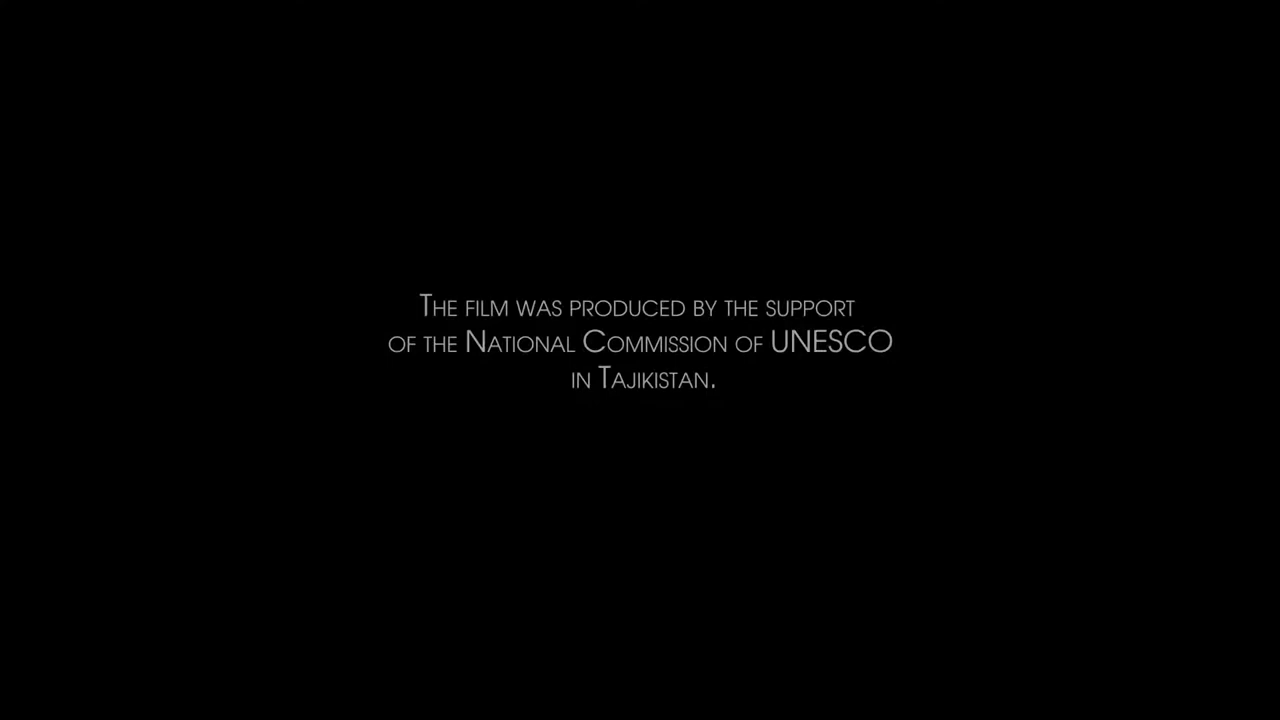 The film was produced by the support
of the National Commission of UNESCO
in Tajikistan.